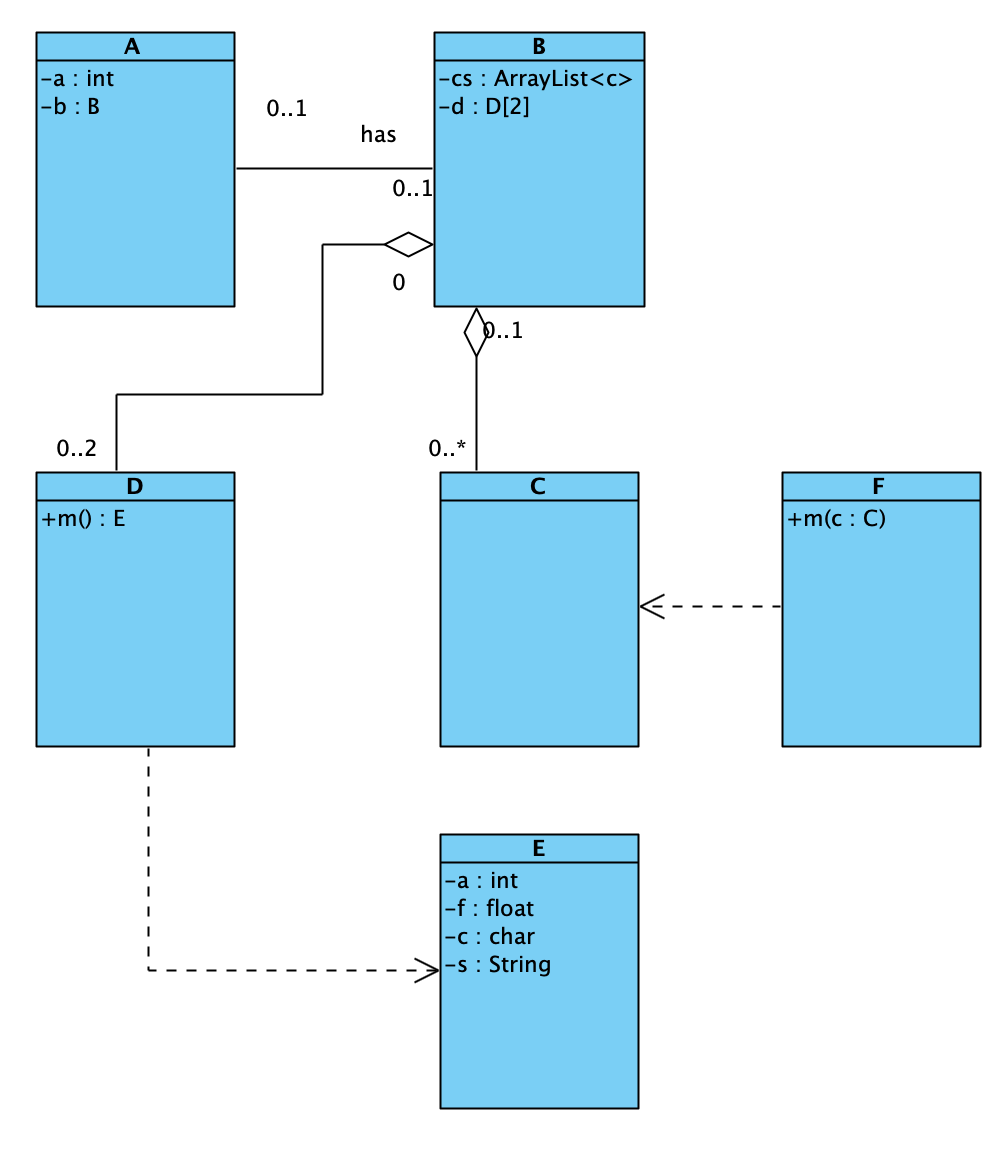 A
-a : int
-b : B
0..1
has
0..1
B
-cs : ArrayList<c>
-d : D[2]
0
0..1
0..2
0..*
D
+m() : E
C
F
+m(c : C)
E
-a : int
-f : float
-c : char
-s : String